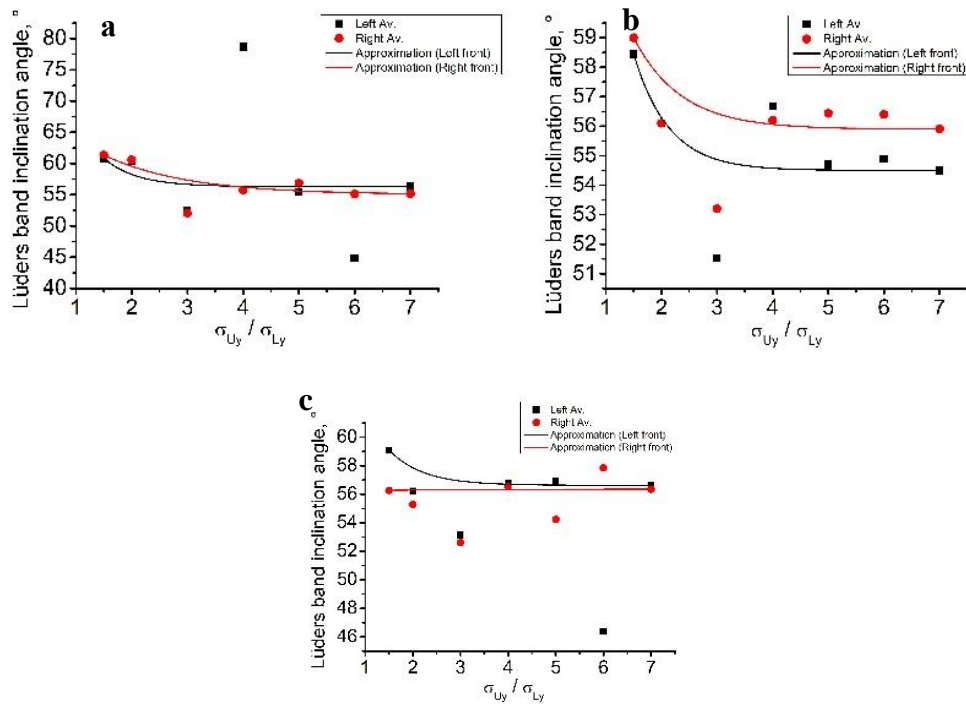 a
Lüders band inclination angle, °
80
75
70
65
60
55
50
45
40
1 2 3 4 5 6 7
σUy / σLy
Left Av.
Right Av.
Approximation (Left front)
Approximation (Right front)
b
Lüders band inclination angle, °
59
58
57
56
55
54
53
52
51
1 2 3 4 5 6 7
σUy / σLy
Left Av.
Right Av.
Approximation (Left front)
Approximation (Right front)
c
Lüders band inclination angle, °
60
58
56
54
52
50
48
46
1 2 3 4 5 6 7
σUy / σLy
Left Av.
Right Av.
Approximation (Left front)
Approximation (Right front)